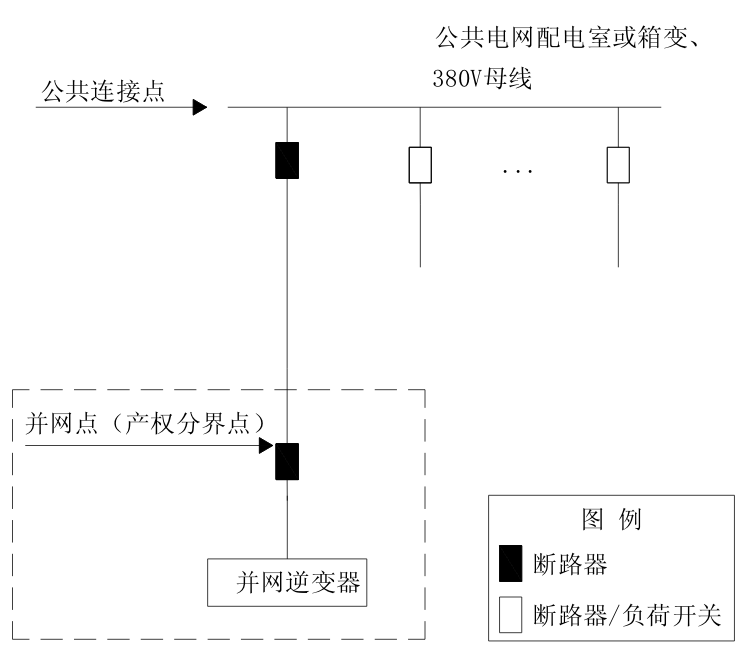 公共电网配电室或箱变、
380V母线
公共连接点
...
并网点（产权分界点）
并网逆变器
图 例
断路器
断路器/负荷开关